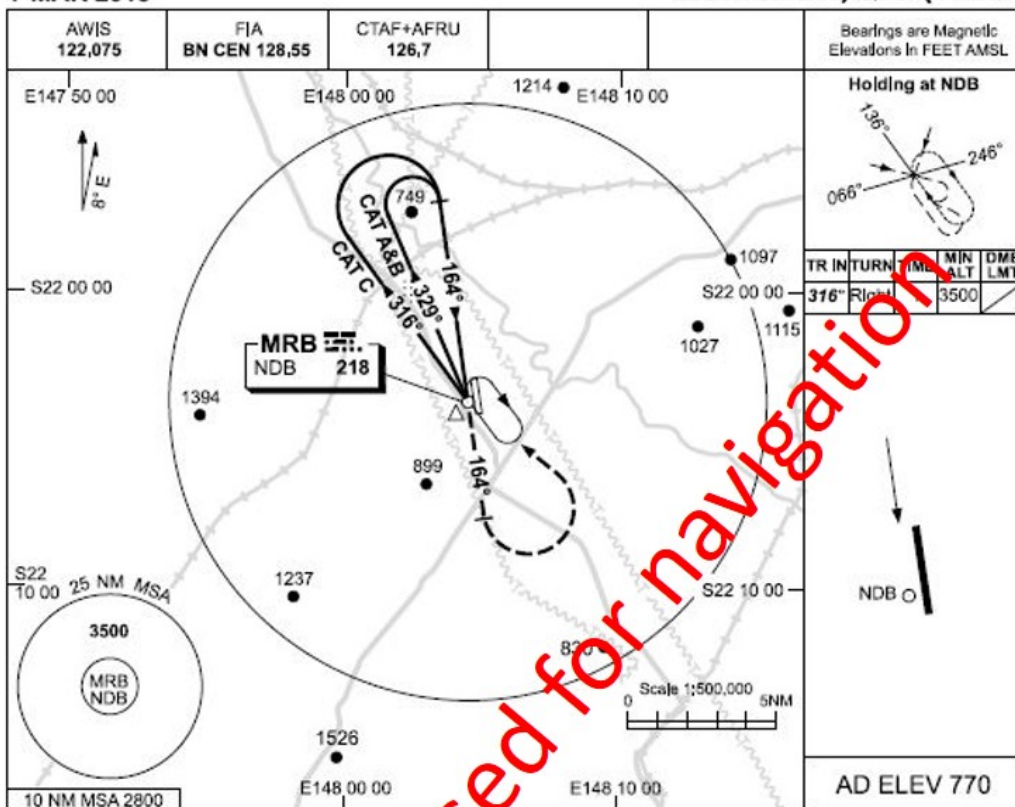 AWIS
122,075
FIA
BN CEN 128,55
CTAF+AFRU
126,7
Bearings are Magnetic
Elevations in FEET AMSL
E147 50 00
E148 00 00
1214
E148 10 00
8° E
749
CAT A&B
CAT C
329°
316°
164°
1097
S22 00 00
S22 00 00
1115
1027
MRB
NDB 218
1394
899
164°
1237
S22
10 00
S22 10 00
25 NM MSA
3500
MRB
NDB
830
Scale 1:500,000
0 5NM
1526
E148 00 00
E148 10 00
10 NM MSA 2800
Holding at NDB
136°
246°
066°
TR IN TURN TIME MIN ALT DME LMT
316° Right 3500
NDB
AD ELEV 770
used for navigation